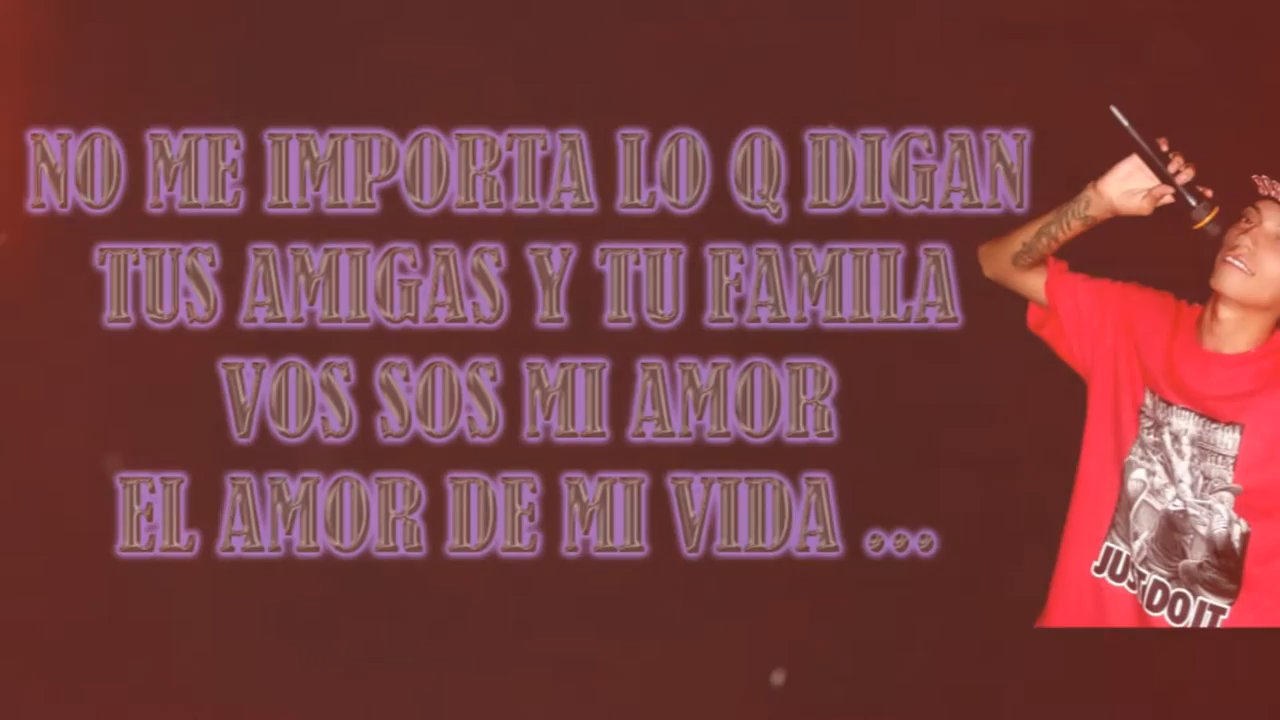 NO ME IMPORTA LO Q DIGAN
TUS AMIGAS Y TU FAMILA
VOS SOS MI AMOR
EL AMOR DE MI VIDA ...
JUST DO IT